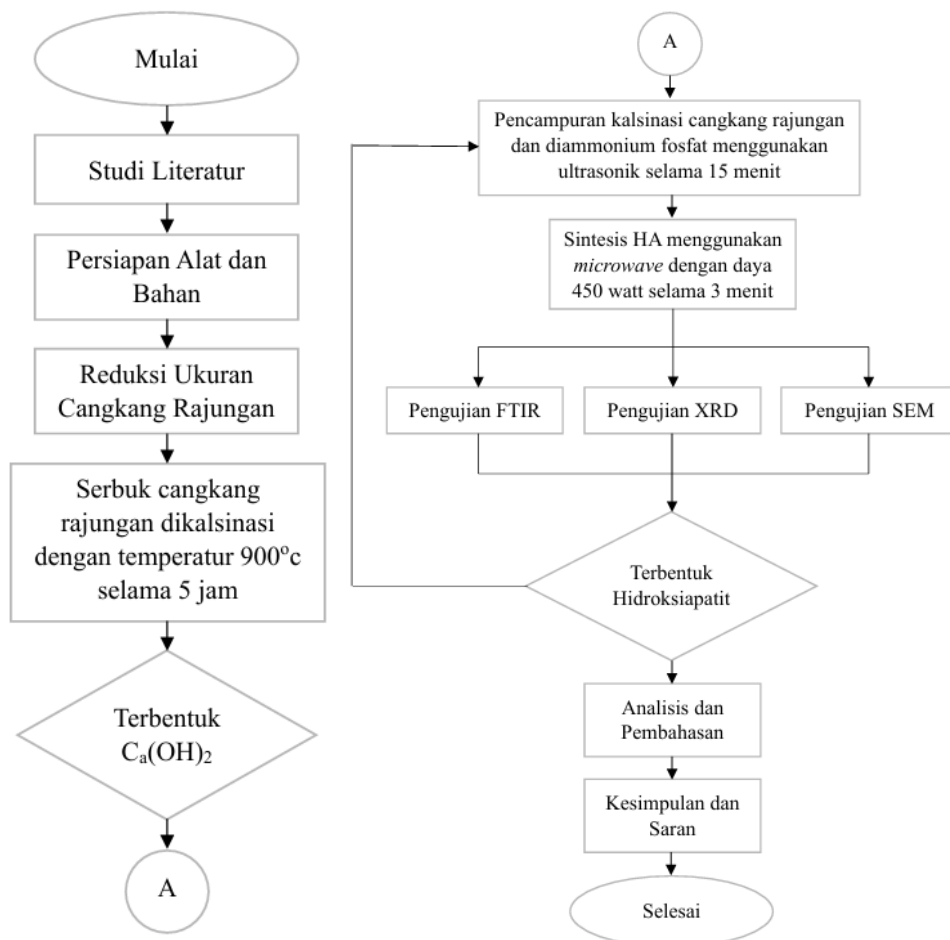 Mulai
Studi Literatur
Persiapan Alat dan
Bahan
Reduksi Ukuran
Cangkang Rajungan
Serbuk cangkang
rajungan dikalsinasi
dengan temperatur 900°c
selama 5 jam
Terbentuk
Cₐ(OH)₂
A
A
Pencampuran kalsinasi cangkang rajungan
dan diammonium fosfat menggunakan
ultrasonik selama 15 menit
Sintesis HA menggunakan
microwave dengan daya
450 watt selama 3 menit
Pengujian FTIR
Pengujian XRD
Pengujian SEM
Terbentuk
Hidroksiapatit
Analisis dan
Pembahasan
Kesimpulan dan
Saran
Selesai